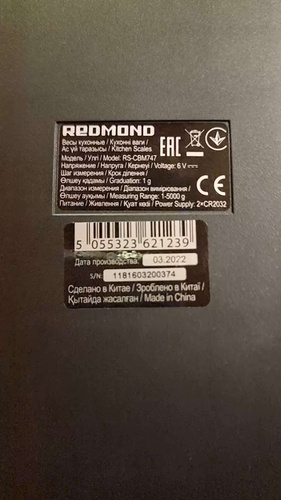 REDMOND
Весы кухонные / Кухонні ваги /
Ас үй таразысы / Kitchen Scales
Модель / Үлгі / Model: RS-CBM747
Напряжение / Напруга / Кернеу / Voltage: 6 V
Шаг измерения / Крок ділення /
Өлшеу қадамы / Graduation: 1 g
Диапазон измерения / Діапазон вимірювання /
Өлшеу ауқымы / Measuring Range: 1-5000 g
Питание / Живлення / Қуат көзі / Power Supply: 2×CR2032
EAC
CE
5 055323 621239
Дата производства: 03.2022
S/N: 1181603200374
Сделано в Китае / Зроблено в Китаї /
Қытайда жасалған / Made in China